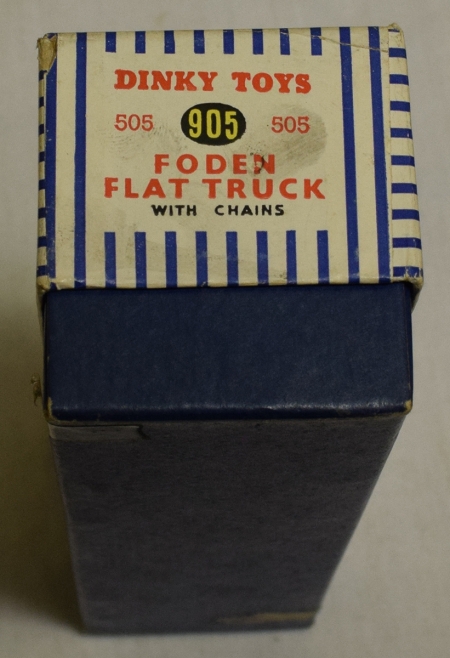 DINKY TOYS
505 905 505
FODEN
FLAT TRUCK
WITH CHAINS